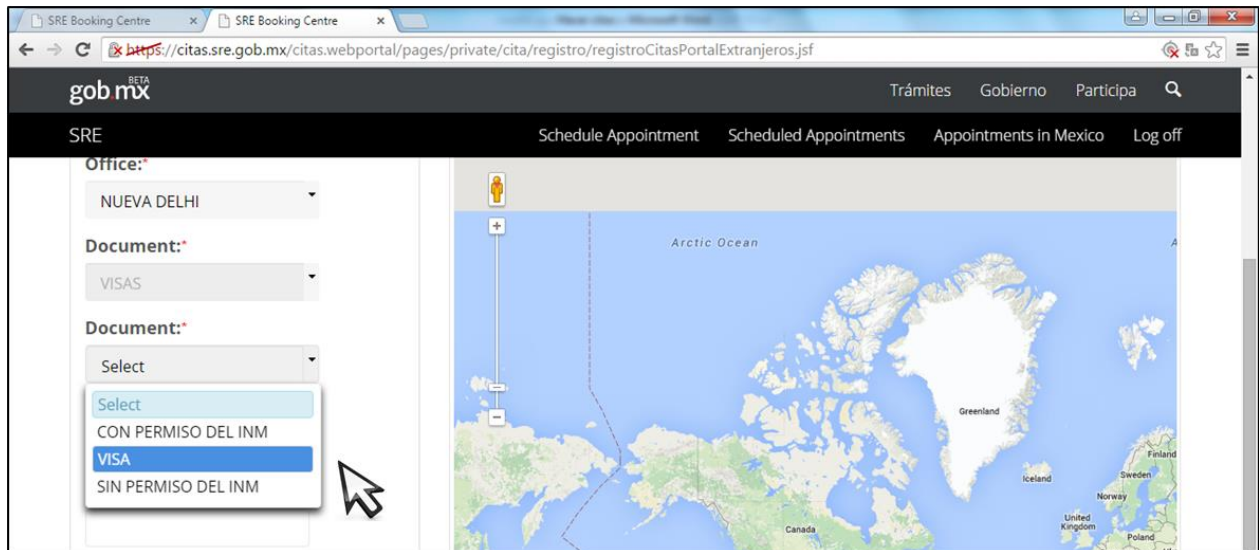 SRE Booking Centre
SRE Booking Centre
https://citas.sre.gob.mx/citas.webportal/pages/private/cita/registro/registroCitasPortalExtranjeros.jsf
gob.mx BETA
Trámites Gobierno Participa
SRE
Schedule Appointment Scheduled Appointments Appointments in Mexico Log off
Office:*
NUEVA DELHI
Document:*
VISAS
Document:*
Select
Select
CON PERMISO DEL INM
VISA
SIN PERMISO DEL INM
Arctic Ocean
Greenland
Iceland
Finland
Sweden
Norway
United
Kingdom
Poland
Canada